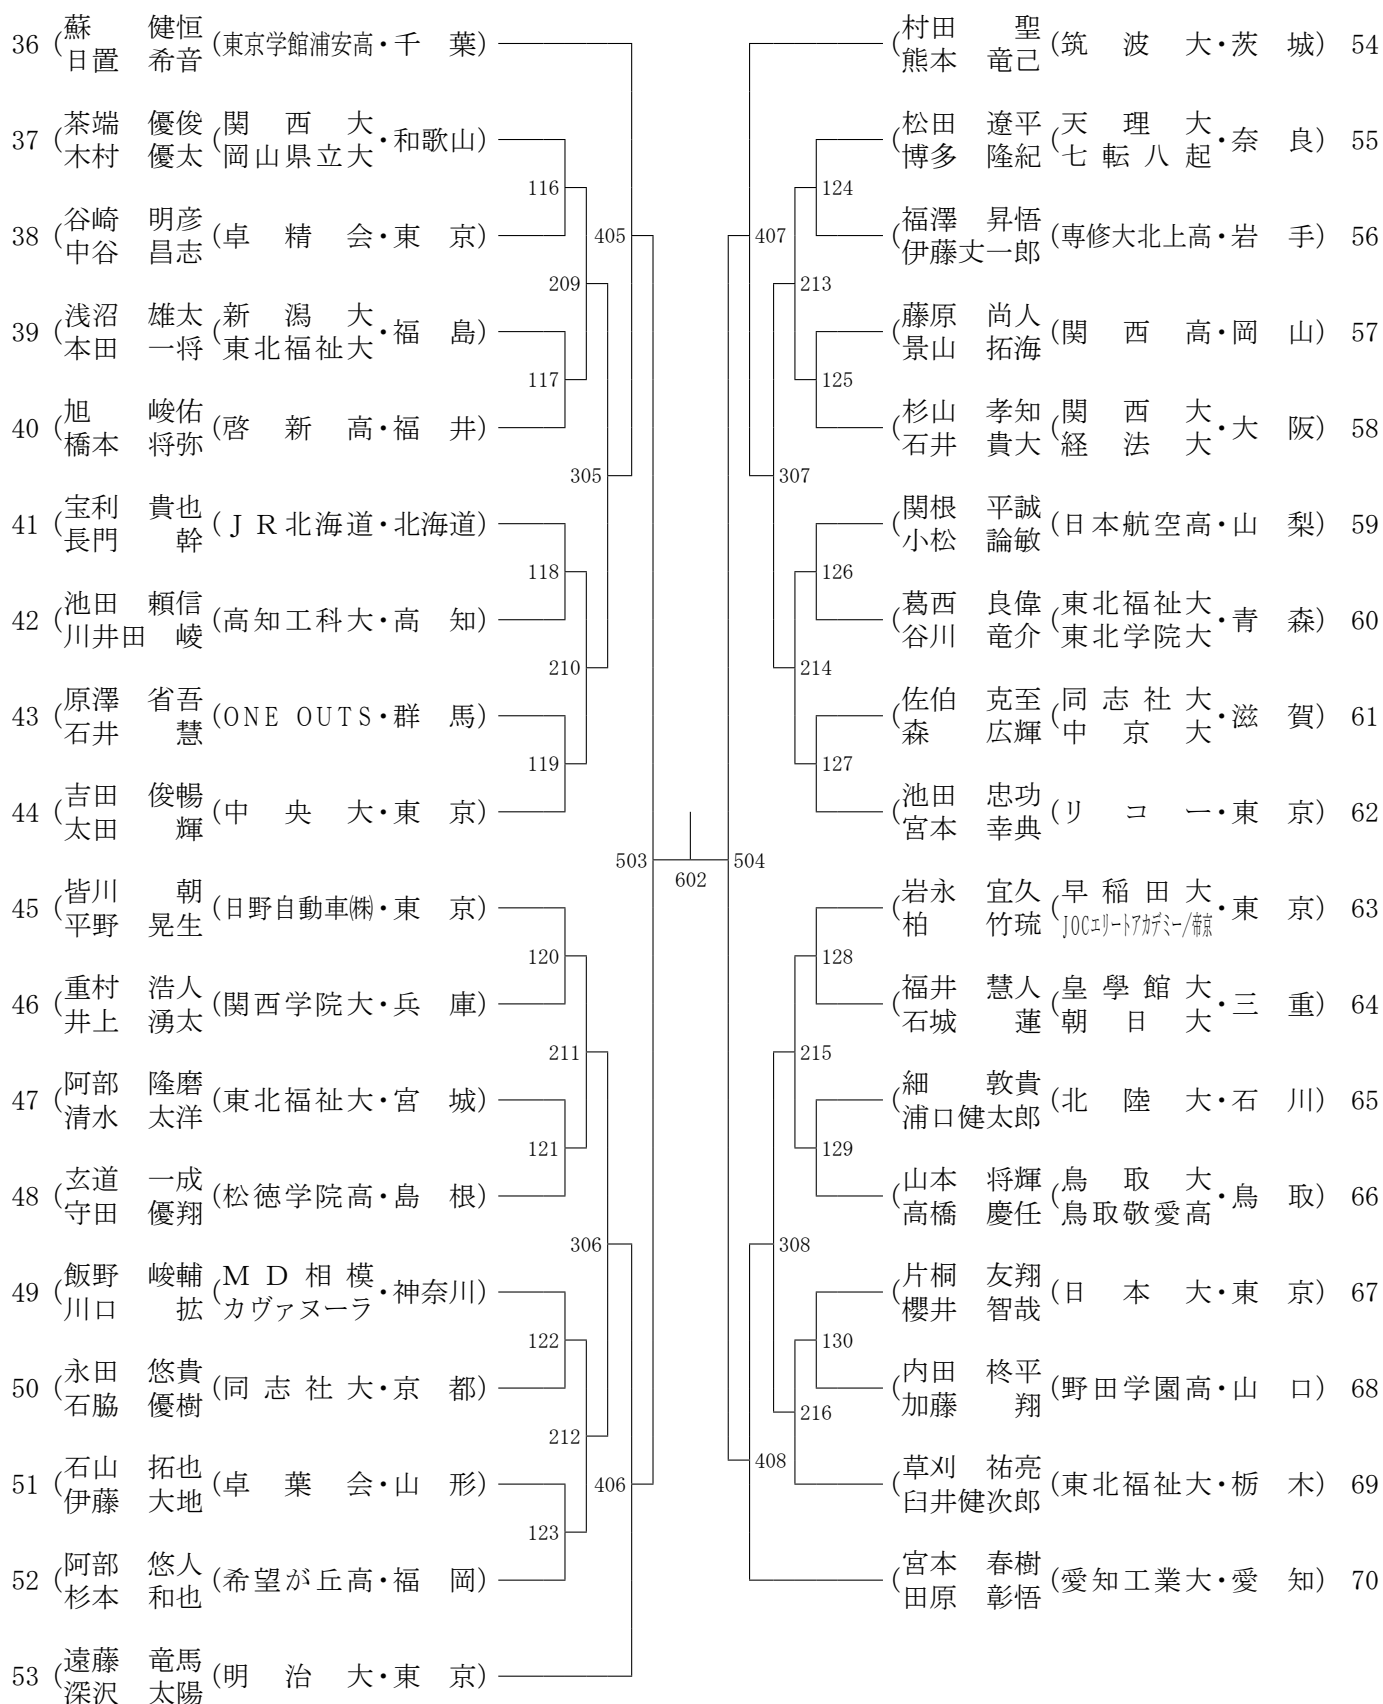 36 (蘇　健恒 (東京学館浦安高・千葉)
日置　希音
37 (茶端　優俊 (関西大・和歌山)
木村　優太 岡山県立大
116
38 (谷崎　明彦 (卓精会・東京)
中谷　昌志
405
209
39 (浅沼　雄太 (新潟大・福島)
本田　一将 東北福祉大
117
40 (旭　峻佑 (啓新高・福井)
橋本　将弥
305
41 (宝利　貴也 (JR北海道・北海道)
長門　幹
118
42 (池田　頼信 (高知工科大・高知)
川井田　崚
210
43 (原澤　省吾 (ONE OUTS・群馬)
石井　慧
119
44 (吉田　俊暢 (中央大・東京)
太田　輝
503
45 (皆川　朝 (日野自動車㈱・東京)
平野　晃生
120
46 (重村　浩人 (関西学院大・兵庫)
井上　湧太
211
47 (阿部　隆磨 (東北福祉大・宮城)
清水　太洋
121
48 (玄道　一成 (松徳学院高・島根)
守田　優翔
306
49 (飯野　峻輔 (MD相模・神奈川)
川口　拡 カヴァヌーラ
122
50 (永田　悠貴 (同志社大・京都)
石脇　優樹
212
51 (石山　拓也 (卓葉会・山形)
伊藤　大地
406
123
52 (阿部　悠人 (希望が丘高・福岡)
杉本　和也
53 (遠藤　竜馬 (明治大・東京)
深沢　太陽
602
(村田　聖 (筑波大・茨城) 54
熊本　竜己
(松田　遼平 (天理大・奈良) 55
博多　隆紀 七転八起
124
407
(福澤　昇悟 (専修大北上高・岩手) 56
伊藤丈一郎
213
(藤原　尚人 (関西高・岡山) 57
景山　拓海
125
(杉山　孝知 (関西大・大阪) 58
石井　貴大 経法大
307
(関根　平誠 (日本航空高・山梨) 59
小松　諭敏
126
(葛西　良偉 (東北福祉大・青森) 60
谷川　竜介 東北学院大
214
(佐伯　克至 (同志社大・滋賀) 61
森　広輝 中京大
127
(池田　忠功 (リコー・東京) 62
宮本　幸典
504
(岩永　宜久 (早稲田大・東京) 63
柏　竹琉 JOCエリートアカデミー/帝京
128
(福井　慧人 (皇學館大・三重) 64
石城　蓮 朝日大
215
(細　敦貴 (北陸大・石川) 65
浦口健太郎
129
(山本　将輝 (鳥取大・鳥取) 66
高橋　慶任 鳥取敬愛高
308
(片桐　友翔 (日本大・東京) 67
櫻井　智哉
130
(内田　柊平 (野田学園高・山口) 68
加藤　翔
216
408
(草刈　祐亮 (東北福祉大・栃木) 69
臼井健次郎
(宮本　春樹 (愛知工業大・愛知) 70
田原　彰悟